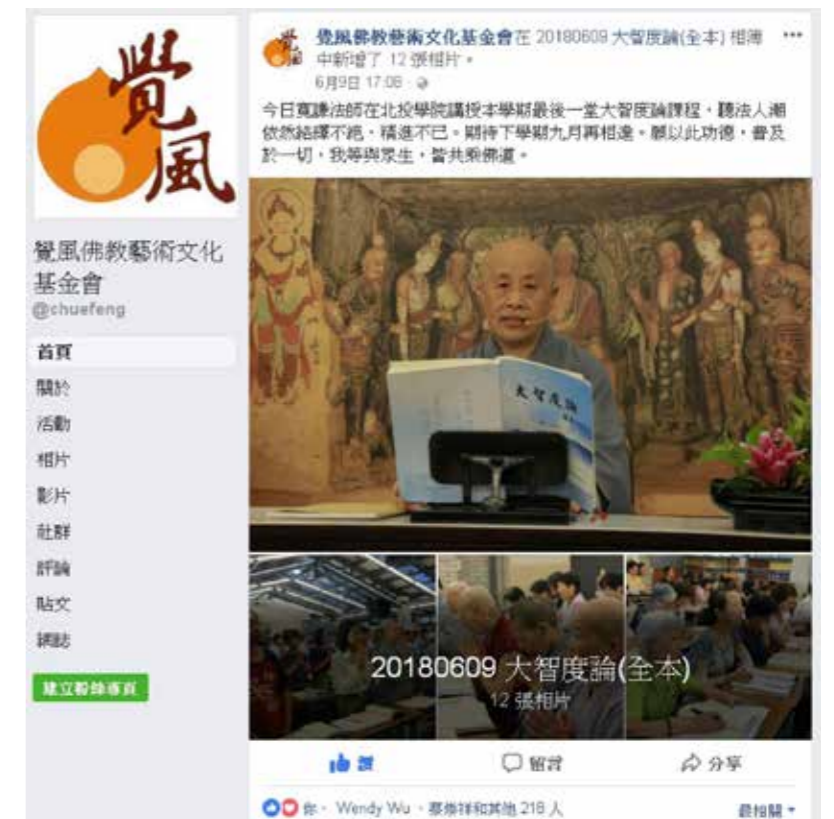 覺風
覺風佛教藝術文化
基金會
@chuefeng
首頁
關於
活動
相片
影片
社群
評論
貼文
網誌
建立粉絲專頁
覺風佛教藝術文化基金會在 20180609 大智度論(全本) 相簿
中新增了 12 張相片。
6月9日 17:08 ·
今日寬謙法師在北投學院講授本學期最後一堂大智度論課程，聽法人潮
依然絡繹不絕，精進不已。期待下學期九月再相逢。願以此功德，普及
於一切，我等與眾生，皆共乘佛道。
大智度論
20180609 大智度論(全本)
12 張相片
讚
留言
分享
你、Wendy Wu、蔡煥祥和其他 218 人
最相關